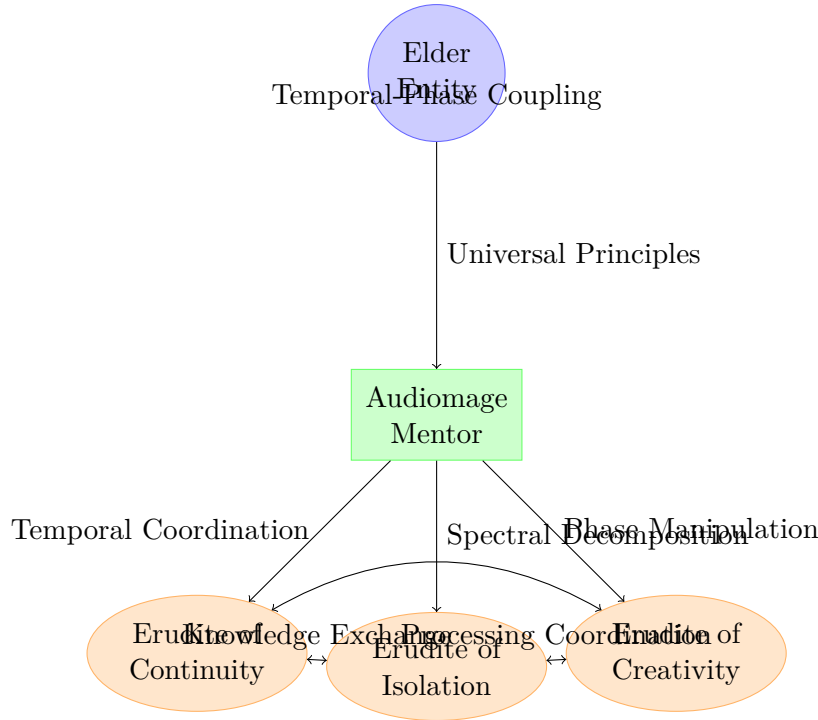 Elder
Entity
Temporal-Phase Coupling
Universal Principles
Audiomage
Mentor
Temporal Coordination
Spectral Decomposition
Phase Manipulation
Erudite of
Continuity
Knowledge Exchange
Erudite of
Isolation
Processing Coordination
Erudite of
Creativity